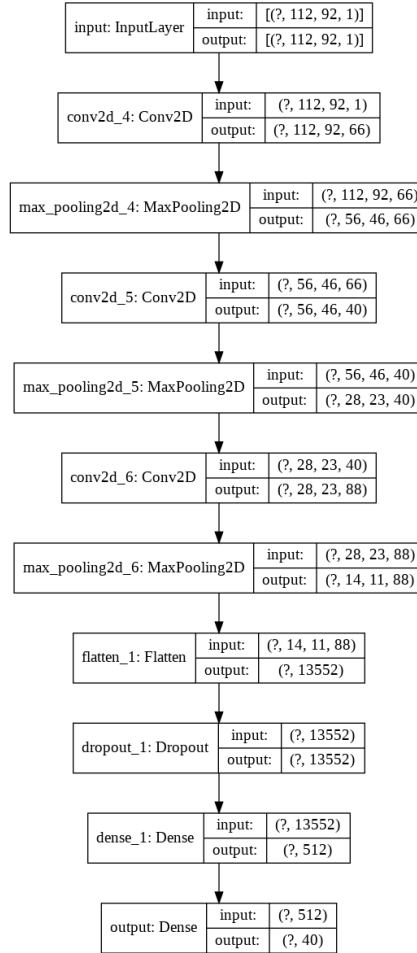 input: InputLayer
input: [(?, 112, 92, 1)]
output: [(?, 112, 92, 1)]
conv2d_4: Conv2D
input: (?, 112, 92, 1)
output: (?, 112, 92, 66)
max_pooling2d_4: MaxPooling2D
input: (?, 112, 92, 66)
output: (?, 56, 46, 66)
conv2d_5: Conv2D
input: (?, 56, 46, 66)
output: (?, 56, 46, 40)
max_pooling2d_5: MaxPooling2D
input: (?, 56, 46, 40)
output: (?, 28, 23, 40)
conv2d_6: Conv2D
input: (?, 28, 23, 40)
output: (?, 28, 23, 88)
max_pooling2d_6: MaxPooling2D
input: (?, 28, 23, 88)
output: (?, 14, 11, 88)
flatten_1: Flatten
input: (?, 14, 11, 88)
output: (?, 13552)
dropout_1: Dropout
input: (?, 13552)
output: (?, 13552)
dense_1: Dense
input: (?, 13552)
output: (?, 512)
output: Dense
input: (?, 512)
output: (?, 40)